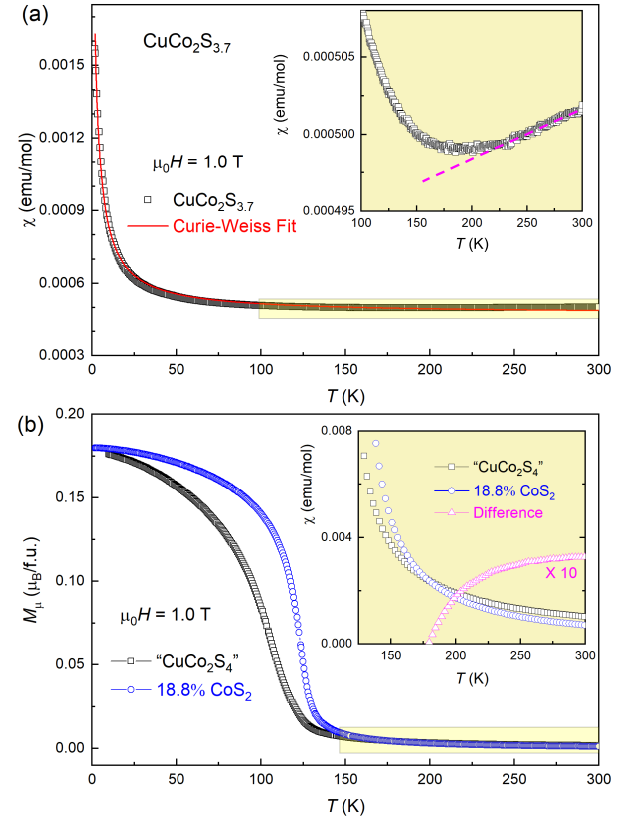 (a)
CuCo₂S₃.₇
μ₀H = 1.0 T
CuCo₂S₃.₇
Curie-Weiss Fit
χ (emu/mol)
0.0015
0.0012
0.0009
0.0006
0.0003
0 50 100 150 200 250 300
T (K)
χ (emu/mol)
0.000505
0.000500
0.000495
100 150 200 250 300
T (K)
(b)
Mμ (μB/f.u.)
0.20
0.15
0.10
0.05
0.00
μ₀H = 1.0 T
“CuCo₂S₄”
18.8% CoS₂
0 50 100 150 200 250 300
T (K)
χ (emu/mol)
0.008
0.004
0.000
“CuCo₂S₄”
18.8% CoS₂
Difference
X 10
150 200 250 300
T (K)